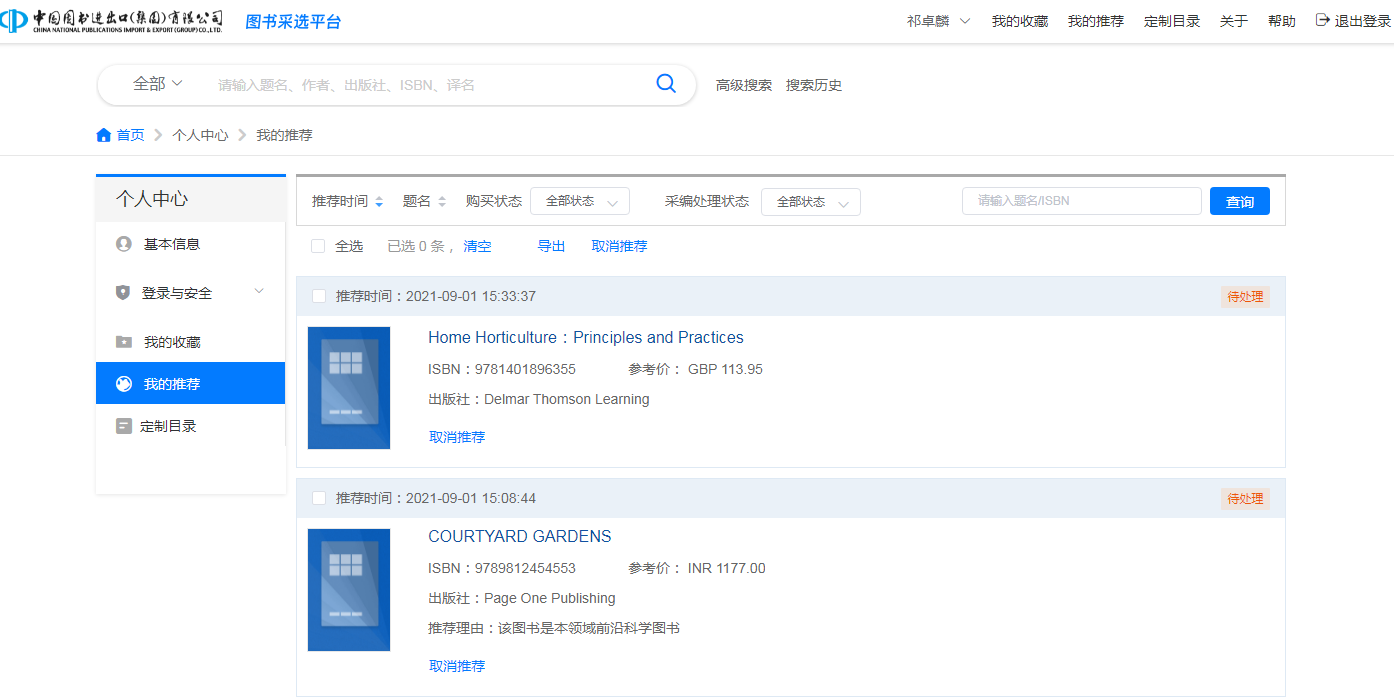 中国图书进出口(集团)有限公司
CHINA NATIONAL PUBLICATIONS IMPORT & EXPORT (GROUP) CO., LTD.
图书采选平台
祁卓麟 我的收藏 我的推荐 定制目录 关于 帮助 退出登录
全部 请输入题名、作者、出版社、ISBN、译名 高级搜索 搜索历史
首页 个人中心 我的推荐
个人中心
基本信息
登录与安全
我的收藏
我的推荐
定制目录
推荐时间 题名 购买状态 全部状态 采编处理状态 全部状态 请输入题名/ISBN 查询
全选 已选 0 条， 清空 导出 取消推荐
推荐时间：2021-09-01 15:33:37 待处理
Home Horticulture：Principles and Practices
ISBN：9781401896355 参考价： GBP 113.95
出版社：Delmar Thomson Learning
取消推荐
推荐时间：2021-09-01 15:08:44 待处理
COURTYARD GARDENS
ISBN：9789812454553 参考价： INR 1177.00
出版社：Page One Publishing
推荐理由：该图书是本领域前沿科学图书
取消推荐